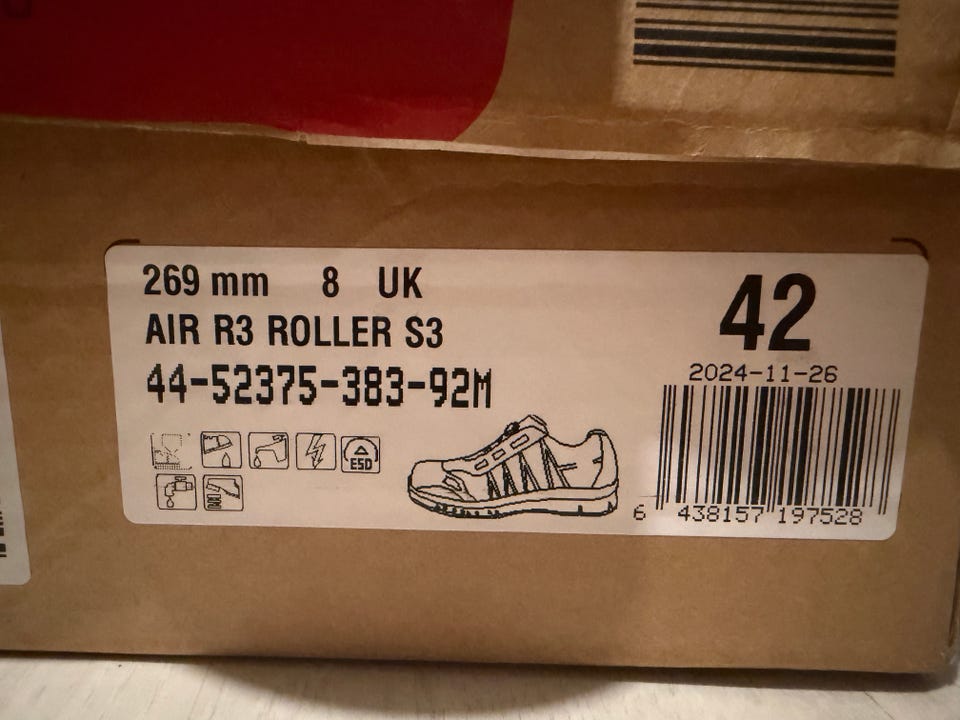 269 mm 8 UK
42
AIR R3 ROLLER S3
2024-11-26
44-52375-383-92M
ESD
6 438157 197528